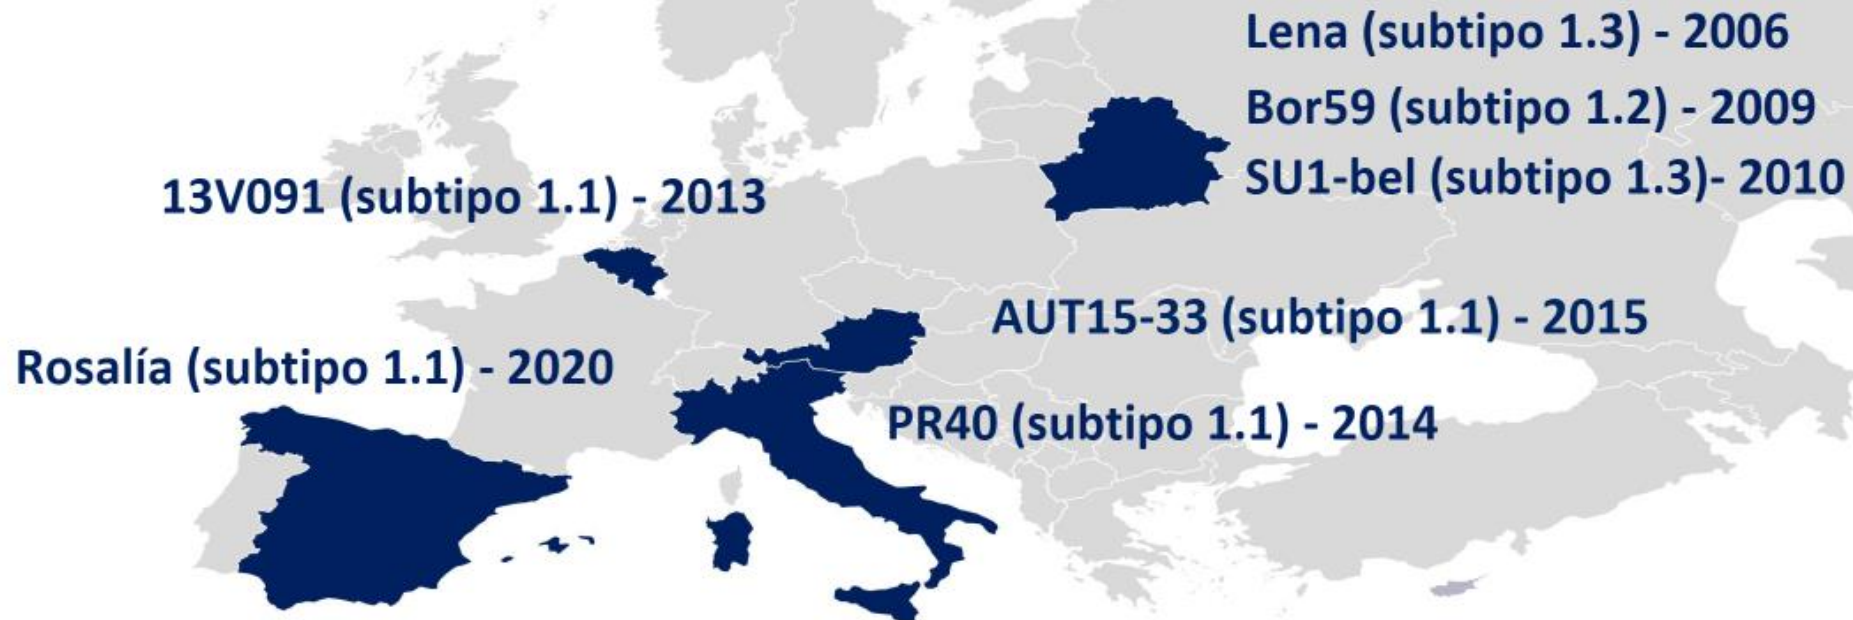 Lena (subtipo 1.3) - 2006
Bor59 (subtipo 1.2) - 2009
SU1-bel (subtipo 1.3)- 2010
13V091 (subtipo 1.1) - 2013
AUT15-33 (subtipo 1.1) - 2015
Rosalía (subtipo 1.1) - 2020
PR40 (subtipo 1.1) - 2014